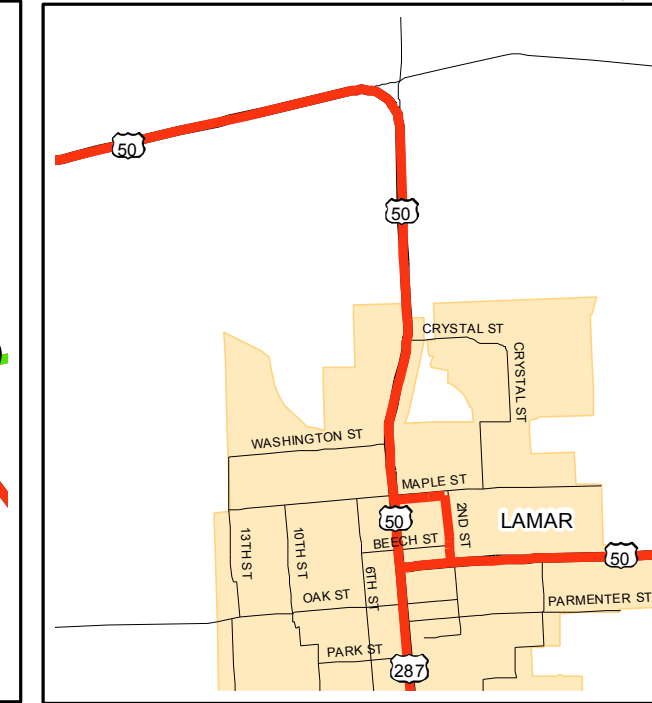 50
50
CRYSTAL ST
CRYSTAL ST
WASHINGTON ST
MAPLE ST
50
2ND ST
LAMAR
BEECH ST
13TH ST
10TH ST
6TH ST
50
OAK ST
PARMENTER ST
PARK ST
287